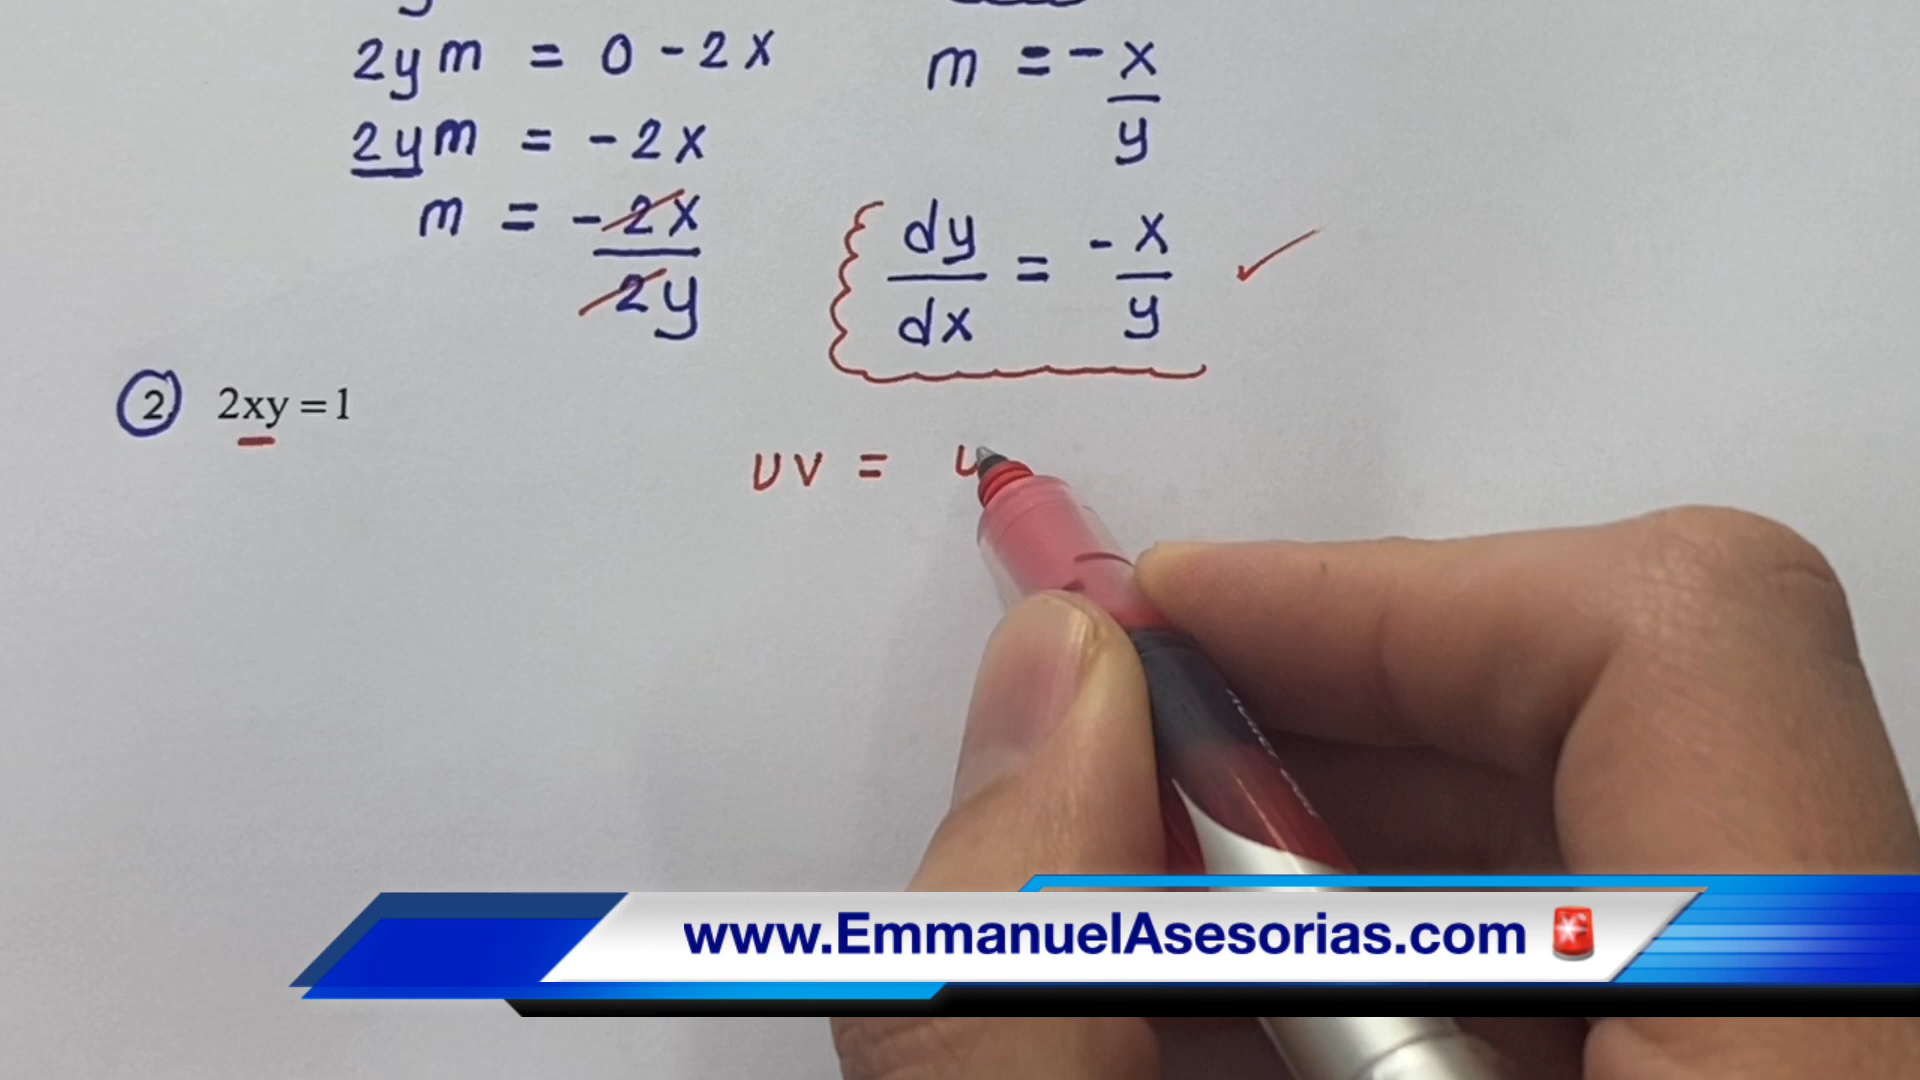 2ym = 0 - 2x
2ym = -2x
m = -2x
2y
m = -x
y
dy = -x
dx y
2. 2xy = 1
uv = u
www.EmmanuelAsesorias.com